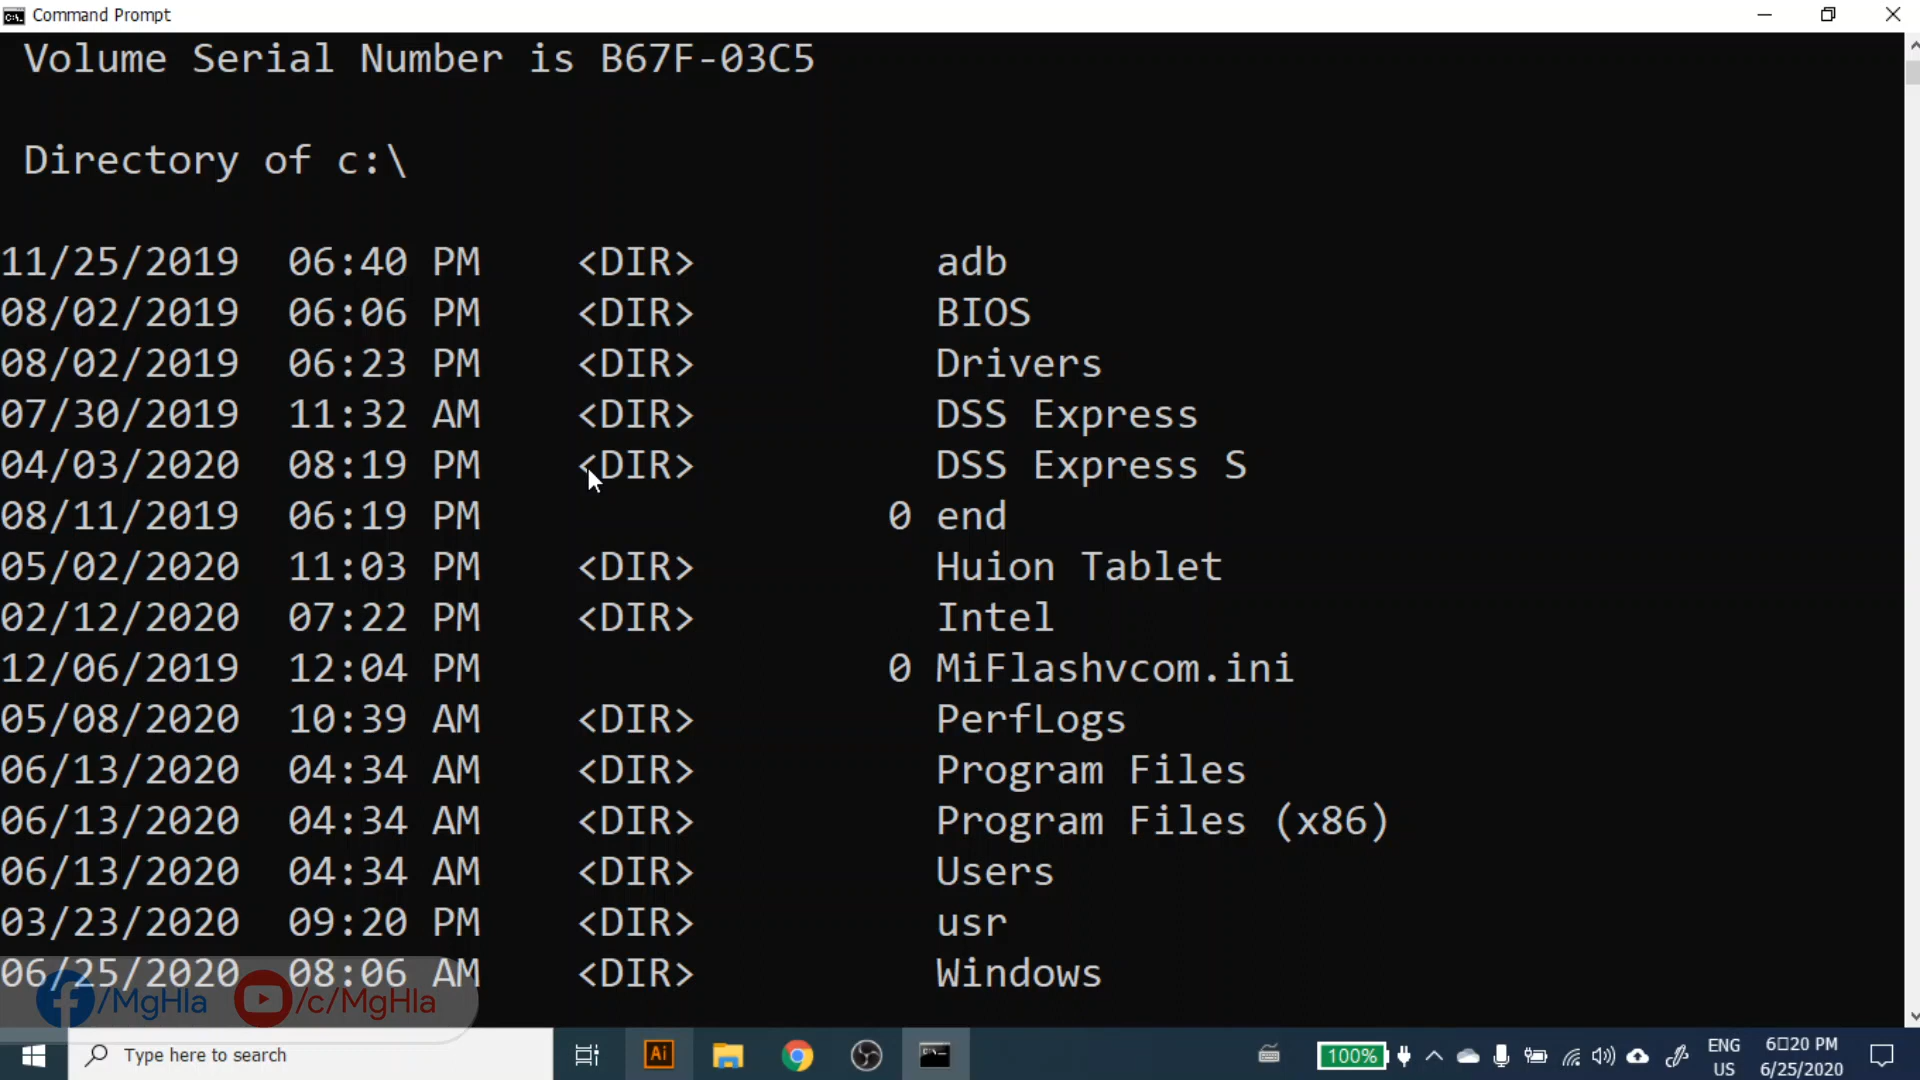 Command Prompt
Volume Serial Number is B67F-03C5
Directory of c:\
11/25/2019 06:40 PM <DIR> adb
08/02/2019 06:06 PM <DIR> BIOS
08/02/2019 06:23 PM <DIR> Drivers
07/30/2019 11:32 AM <DIR> DSS Express
04/03/2020 08:19 PM <DIR> DSS Express S
08/11/2019 06:19 PM 0 end
05/02/2020 11:03 PM <DIR> Huion Tablet
02/12/2020 07:22 PM <DIR> Intel
12/06/2019 12:04 PM 0 MiFlashvcom.ini
05/08/2020 10:39 AM <DIR> PerfLogs
06/13/2020 04:34 AM <DIR> Program Files
06/13/2020 04:34 AM <DIR> Program Files (x86)
06/13/2020 04:34 AM <DIR> Users
03/23/2020 09:20 PM <DIR> usr
06/25/2020 08:06 AM <DIR> Windows
/MgHla /c/MgHla
Type here to search Ai 100% ENG 6□20 PM
US 6/25/2020